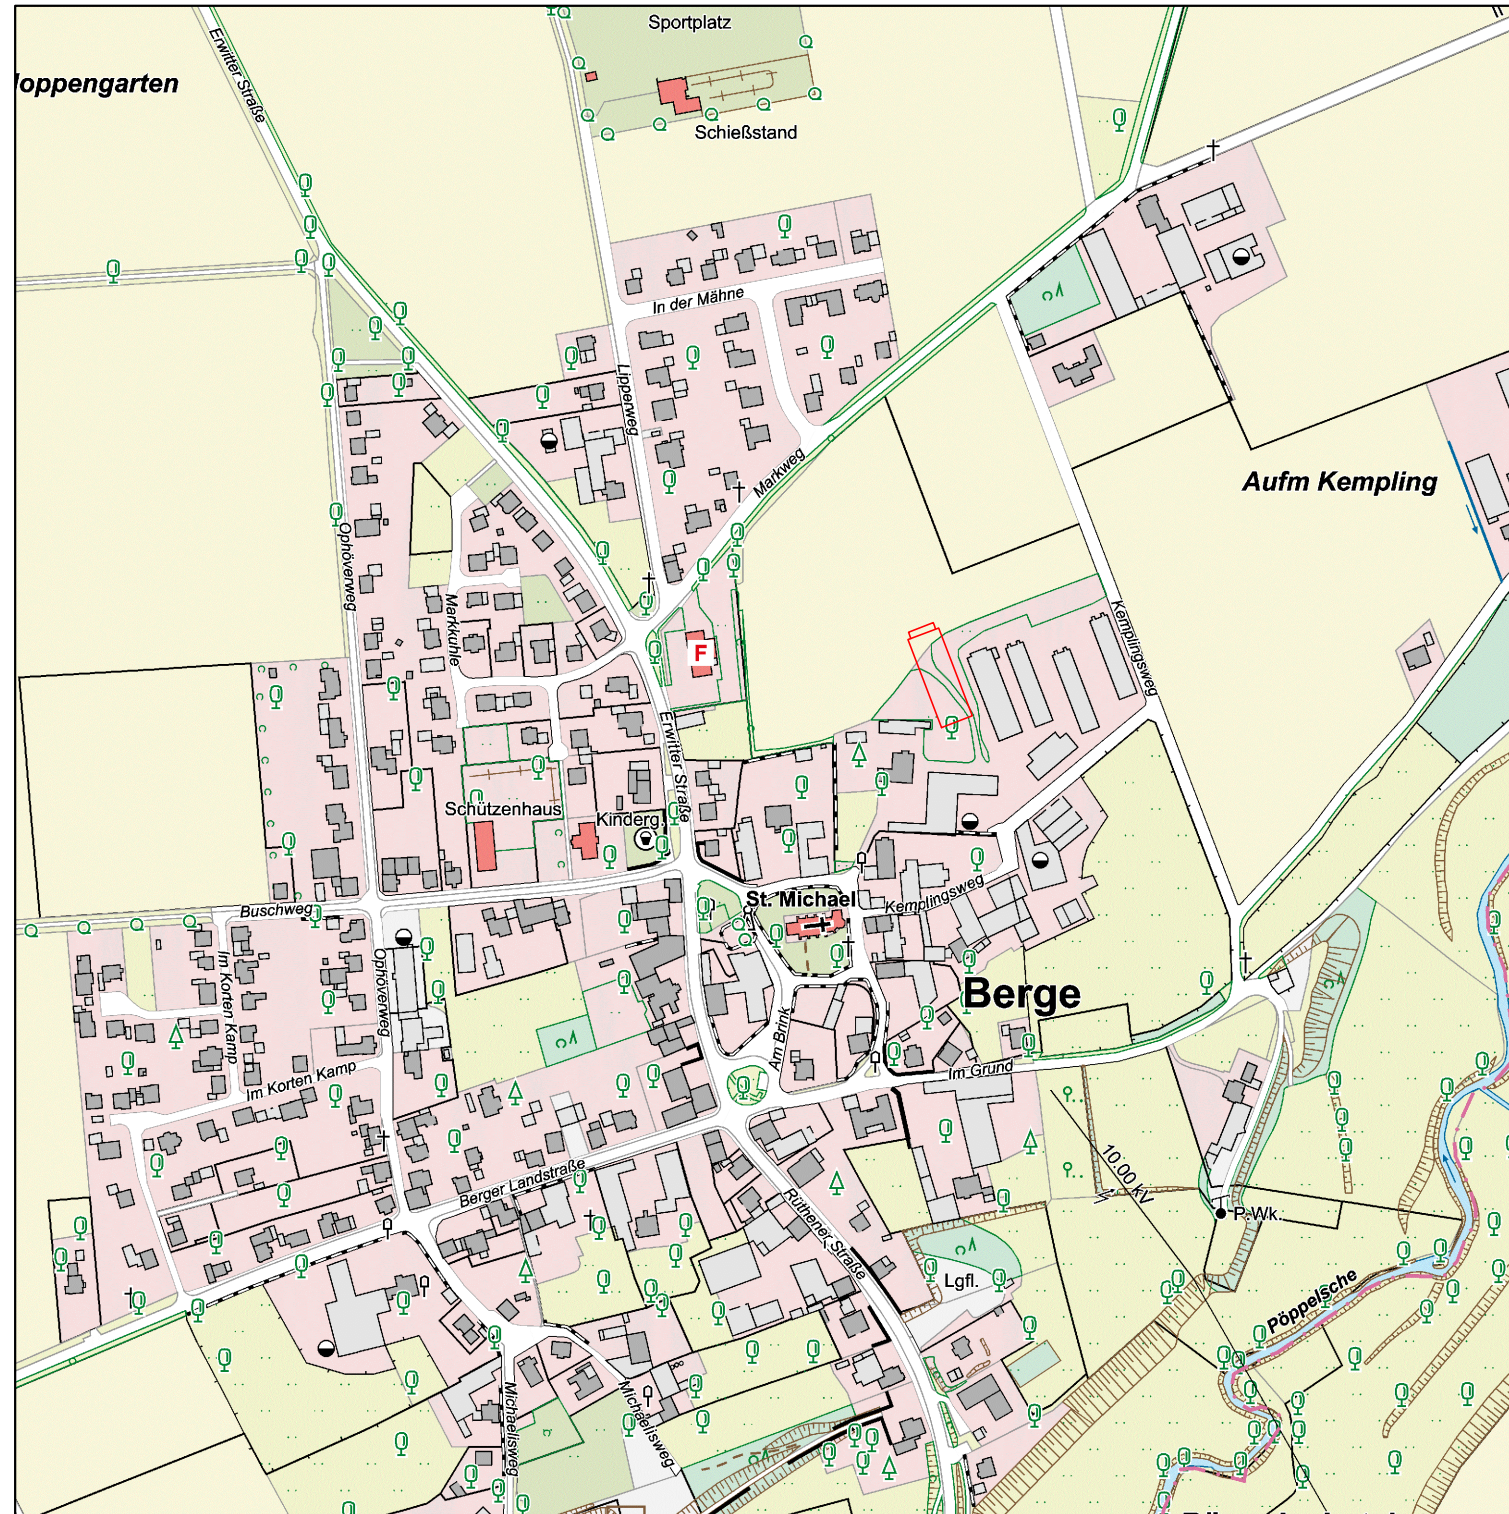 Sportplatz
Erwitter Straße
Hoppengarten
Schießstand
In der Mähne
Lipperweg
Markweg
Aufm Kempling
Ophöverweg
Markkuhle
Kemplingsweg
F
Erwitter Straße
Schützenhaus
Kinderg.
St. Michael
Kemplingsweg
Buschweg
Im Korten Kamp
Ophöverweg
Berge
Am Brink
Im Grund
Im Korten Kamp
10.00 kV
Berger Landstraße
Rüthener Straße
P.Wk.
Lgfl.
Pöppelsche
Michaelisweg
Michaelisweg